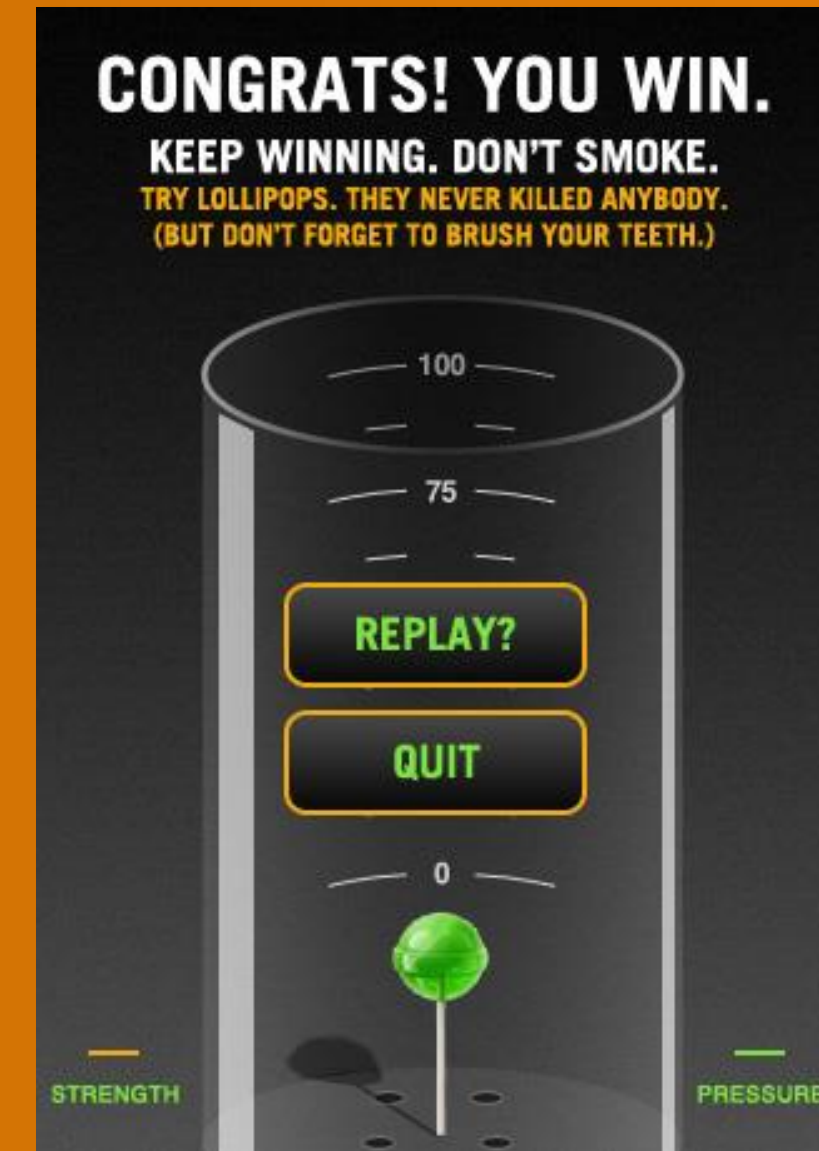 CONGRATS! YOU WIN.
KEEP WINNING. DON'T SMOKE.
TRY LOLLIPOPS. THEY NEVER KILLED ANYBODY.
(BUT DON'T FORGET TO BRUSH YOUR TEETH.)
100
75
REPLAY?
QUIT
0
STRENGTH
PRESSURE